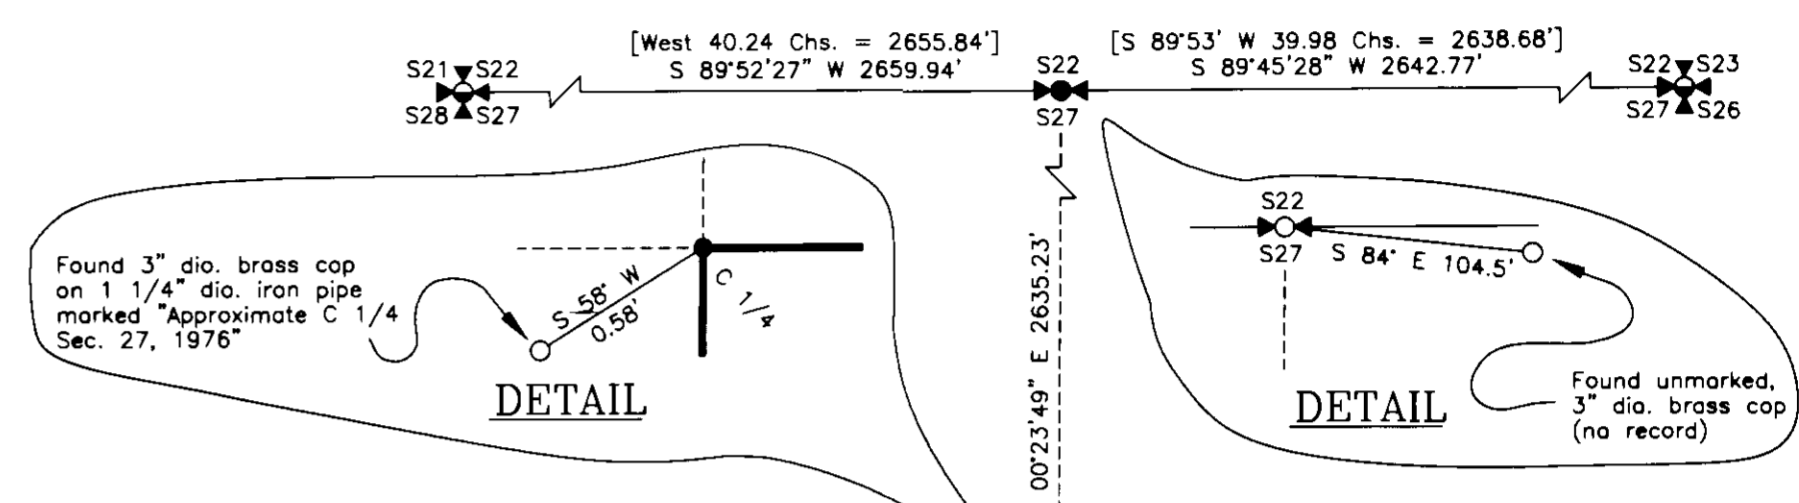 [West 40.24 Chs. = 2655.84']
S 89°52'27" W 2659.94'
[S 89°53' W 39.98 Chs. = 2638.68']
S 89°45'28" W 2642.77'
S21 S22
S28 S27
S22
S27
S22 S23
S27 S26
Found 3" dia. brass cap
on 1 1/4" dia. iron pipe
marked "Approximate C 1/4
Sec. 27, 1976"
S 58° W
0.58'
C 1/4
DETAIL
00°23'49" E 2635.23'
S22
S27
S 84° E 104.5'
DETAIL
Found unmarked,
3" dia. brass cap
(no record)